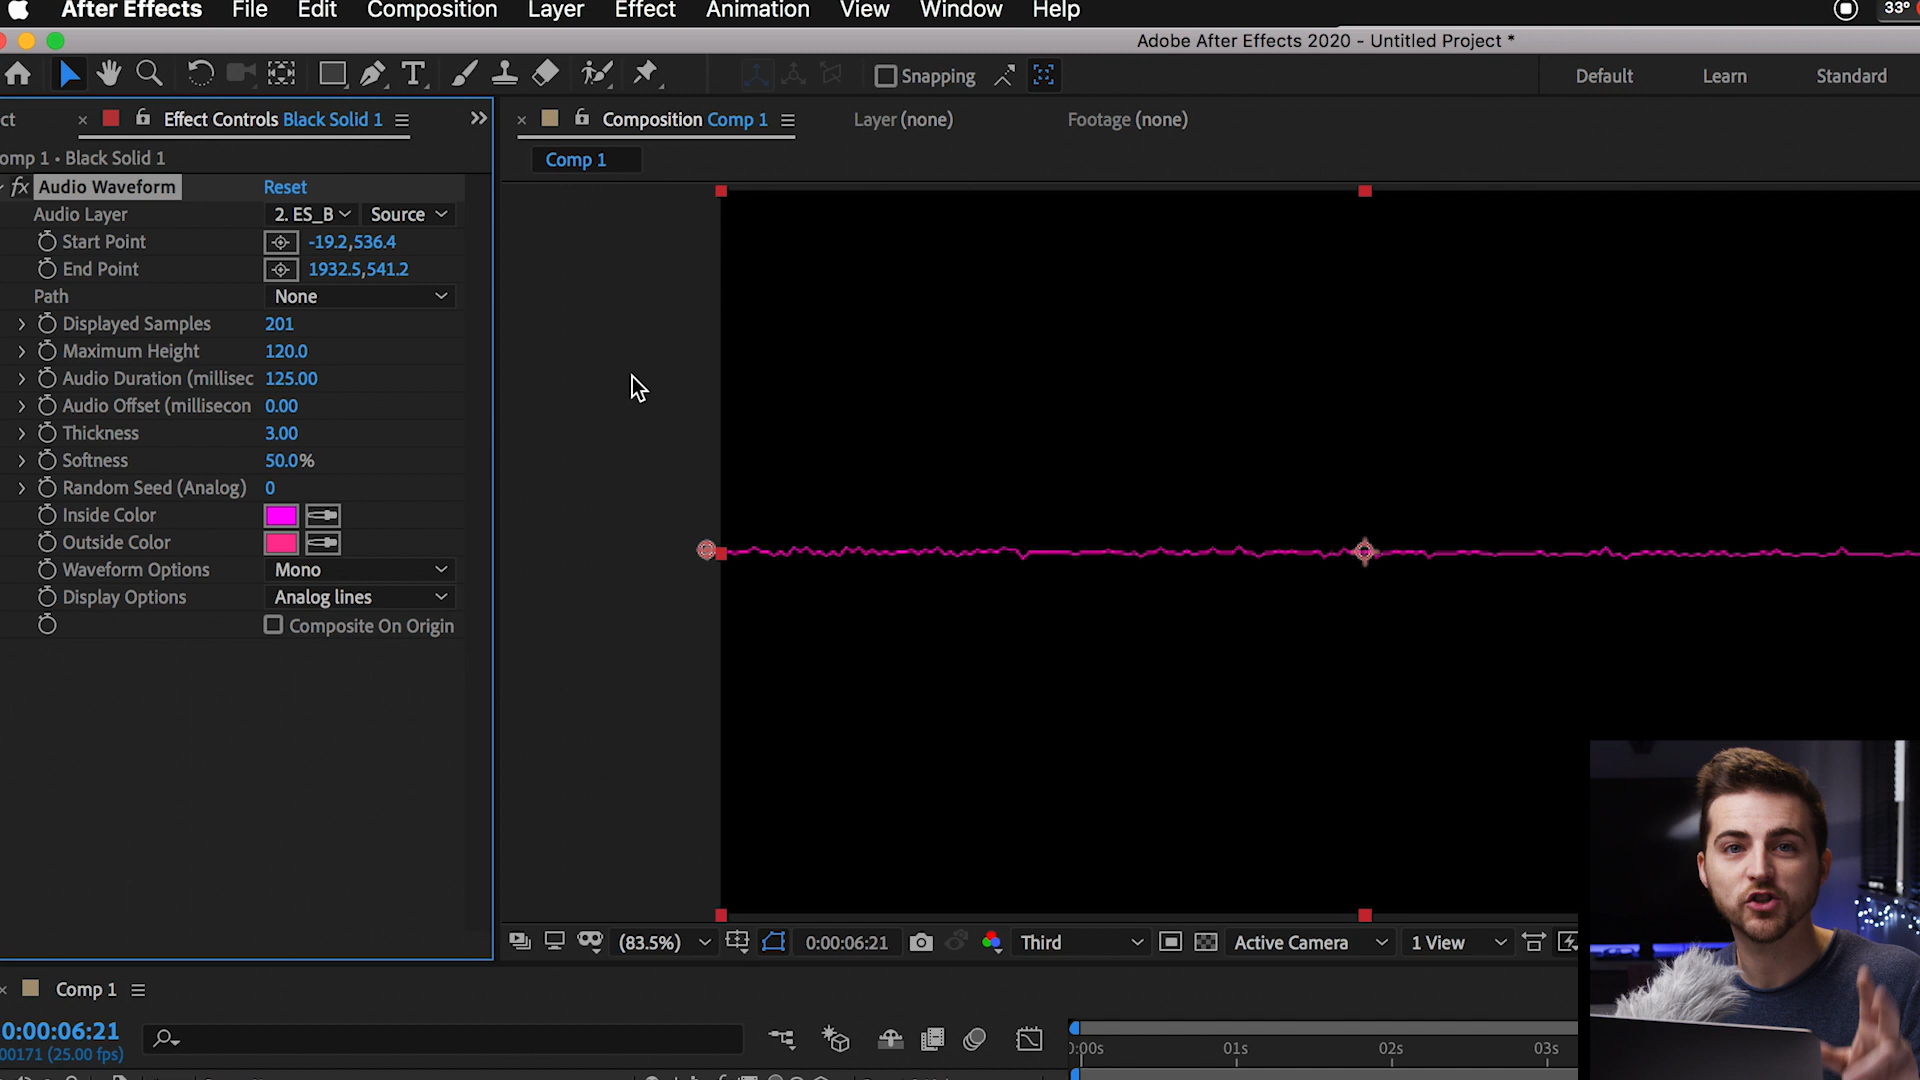 After Effects File Edit Composition Layer Effect Animation View Window Help 33°
Adobe After Effects 2020 - Untitled Project *
Snapping Default Learn Standard
ct Effect Controls Black Solid 1 Composition Comp 1 Layer (none) Footage (none)
omp 1 • Black Solid 1 Comp 1
fx Audio Waveform Reset
Audio Layer 2. ES_B Source
Start Point -19.2,536.4
End Point 1932.5,541.2
Path None
Displayed Samples 201
Maximum Height 120.0
Audio Duration (millisec 125.00
Audio Offset (millisecon 0.00
Thickness 3.00
Softness 50.0%
Random Seed (Analog) 0
Inside Color
Outside Color
Waveform Options Mono
Display Options Analog lines
Composite On Origin
(83.5%) 0:00:06:21 Third Active Camera 1 View
Comp 1
0:00:06:21
00171 (25.00 fps)
0:00s 01s 02s 03s